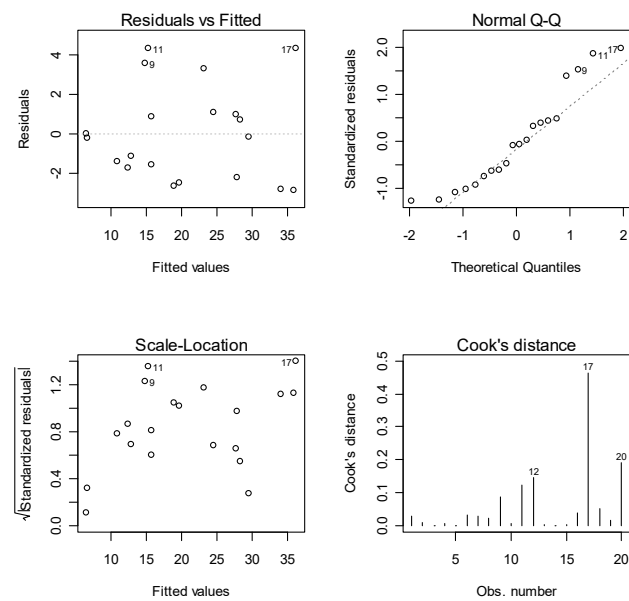 Residuals vs Fitted
Residuals
4
2
0
-2
11
9
17
10 15 20 25 30 35
Fitted values
Normal Q-Q
Standardized residuals
2.0
1.0
0.0
-1.0
17
11
9
-2 -1 0 1 2
Theoretical Quantiles
Scale-Location
√|Standardized residuals|
1.2
0.8
0.4
0.0
17
11
9
10 15 20 25 30 35
Fitted values
Cook's distance
Cook's distance
0.5
0.4
0.3
0.2
0.1
0.0
17
20
12
5 10 15 20
Obs. number